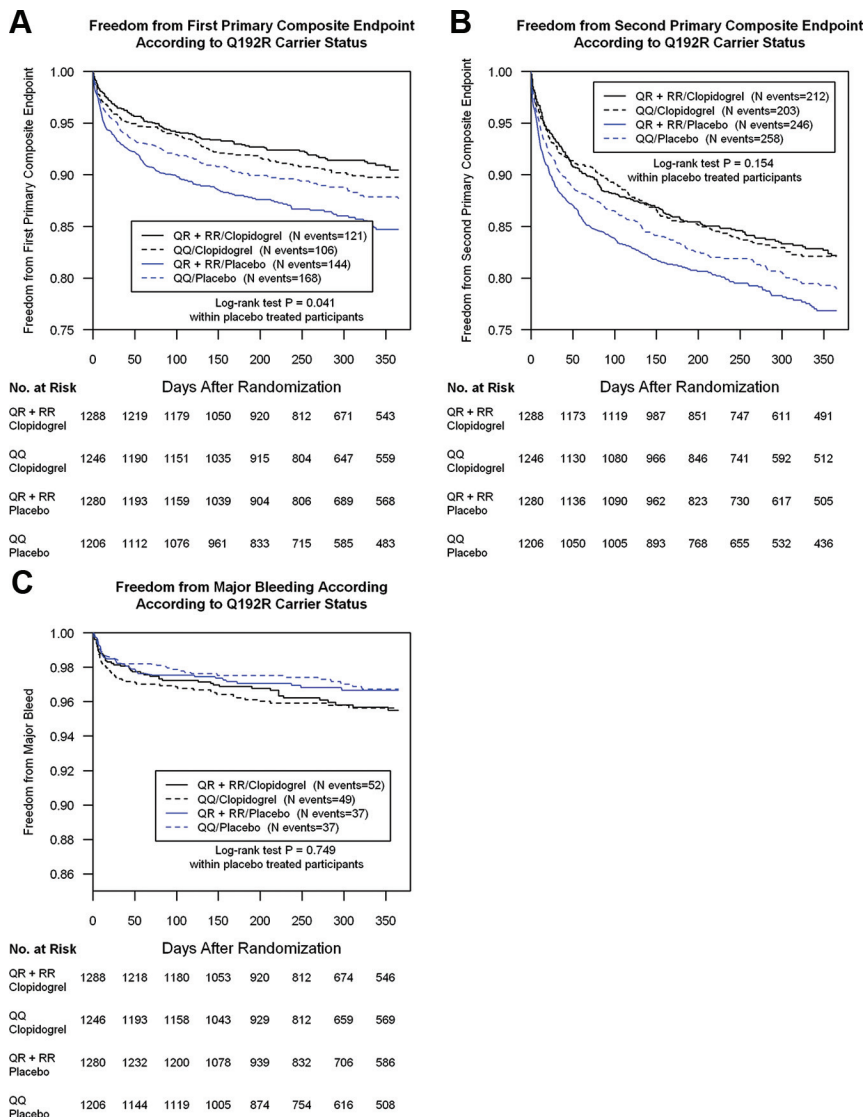 A
Freedom from First Primary Composite Endpoint
According to Q192R Carrier Status
Freedom from First Primary Composite Endpoint
1.00
0.95
0.90
0.85
0.80
0.75
QR + RR/Clopidogrel (N events=121)
QQ/Clopidogrel (N events=106)
QR + RR/Placebo (N events=144)
QQ/Placebo (N events=168)
Log-rank test P = 0.041
within placebo treated participants
0 50 100 150 200 250 300 350
No. at Risk Days After Randomization
QR + RR
Clopidogrel 1288 1219 1179 1050 920 812 671 543
QQ
Clopidogrel 1246 1190 1151 1035 915 804 647 559
QR + RR
Placebo 1280 1193 1159 1039 904 806 689 568
QQ
Placebo 1206 1112 1076 961 833 715 585 483
B
Freedom from Second Primary Composite Endpoint
According to Q192R Carrier Status
Freedom from Second Primary Composite Endpoint
1.00
0.95
0.90
0.85
0.80
0.75
QR + RR/Clopidogrel (N events=212)
QQ/Clopidogrel (N events=203)
QR + RR/Placebo (N events=246)
QQ/Placebo (N events=258)
Log-rank test P = 0.154
within placebo treated participants
0 50 100 150 200 250 300 350
No. at Risk Days After Randomization
QR + RR
Clopidogrel 1288 1173 1119 987 851 747 611 491
QQ
Clopidogrel 1246 1130 1080 966 846 741 592 512
QR + RR
Placebo 1280 1136 1090 962 823 730 617 505
QQ
Placebo 1206 1050 1005 893 768 655 532 436
C
Freedom from Major Bleeding According
According to Q192R Carrier Status
Freedom from Major Bleed
1.00
0.98
0.96
0.94
0.92
0.90
0.88
0.86
QR + RR/Clopidogrel (N events=52)
QQ/Clopidogrel (N events=49)
QR + RR/Placebo (N events=37)
QQ/Placebo (N events=37)
Log-rank test P = 0.749
within placebo treated participants
0 50 100 150 200 250 300 350
No. at Risk Days After Randomization
QR + RR
Clopidogrel 1288 1218 1180 1053 920 812 674 546
QQ
Clopidogrel 1246 1193 1158 1043 929 812 659 569
QR + RR
Placebo 1280 1232 1200 1078 939 832 706 586
QQ
Placebo 1206 1144 1119 1005 874 754 616 508